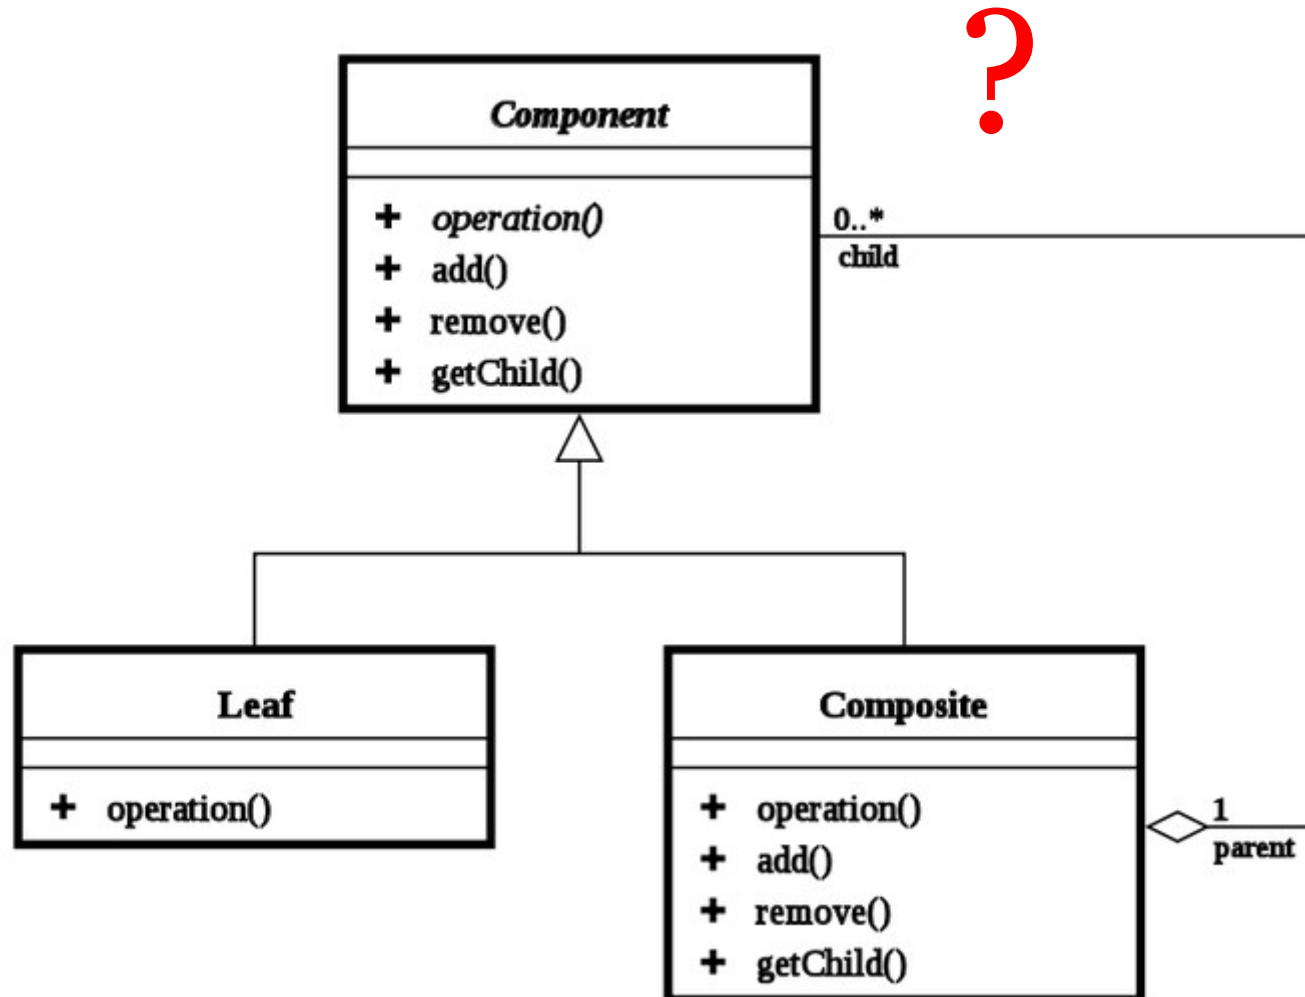 ?
Component
+ operation()
+ add()
+ remove()
+ getChild()
0..*
child
Leaf
+ operation()
Composite
+ operation()
+ add()
+ remove()
+ getChild()
1
parent